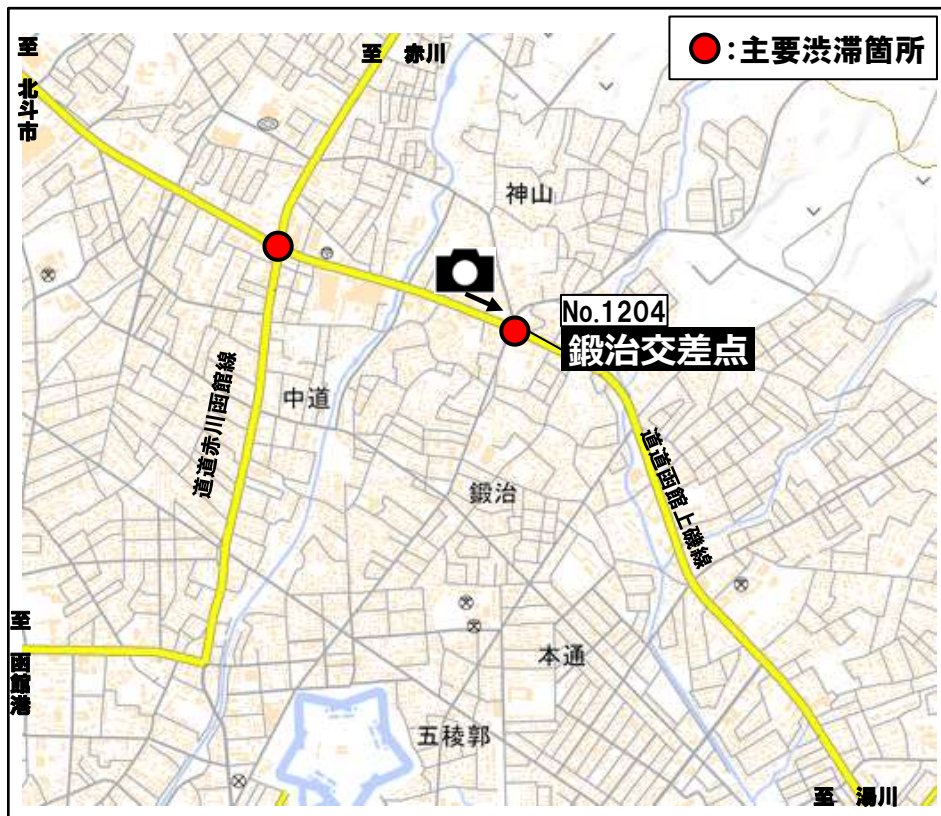 :主要渋滞箇所
至 北斗市
至 赤川
神山
No.1204
鍛治交差点
中道
道道赤川函館線
鍛治
道道函館上磯線
至 函館港
本通
五稜郭
至 湯川